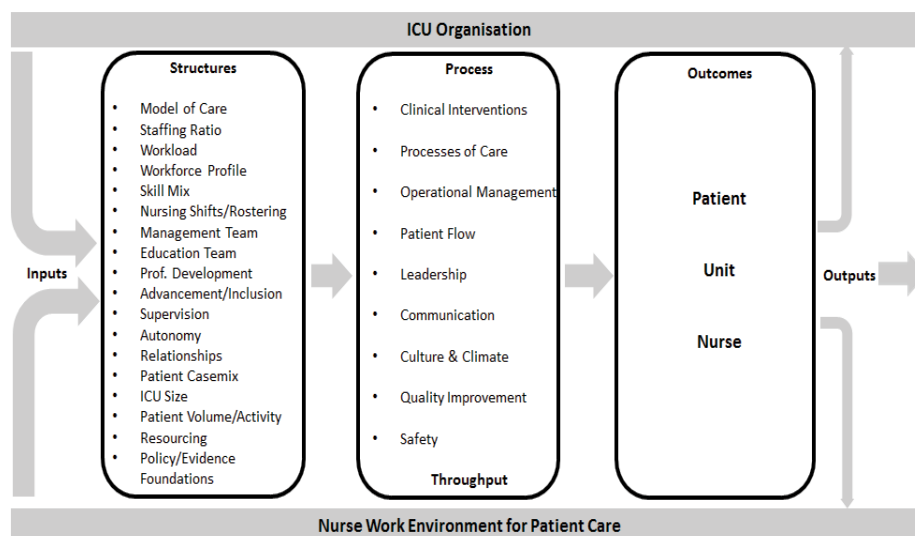 ICU Organisation
Structures
• Model of Care
• Staffing Ratio
• Workload
• Workforce Profile
• Skill Mix
• Nursing Shifts/Rostering
• Management Team
• Education Team
• Prof. Development
• Advancement/Inclusion
• Supervision
• Autonomy
• Relationships
• Patient Casemix
• ICU Size
• Patient Volume/Activity
• Resourcing
• Policy/Evidence
Foundations
Inputs
Process
• Clinical Interventions
• Processes of Care
• Operational Management
• Patient Flow
• Leadership
• Communication
• Culture & Climate
• Quality Improvement
• Safety
Throughput
Outcomes
Patient
Unit
Nurse
Outputs
Nurse Work Environment for Patient Care